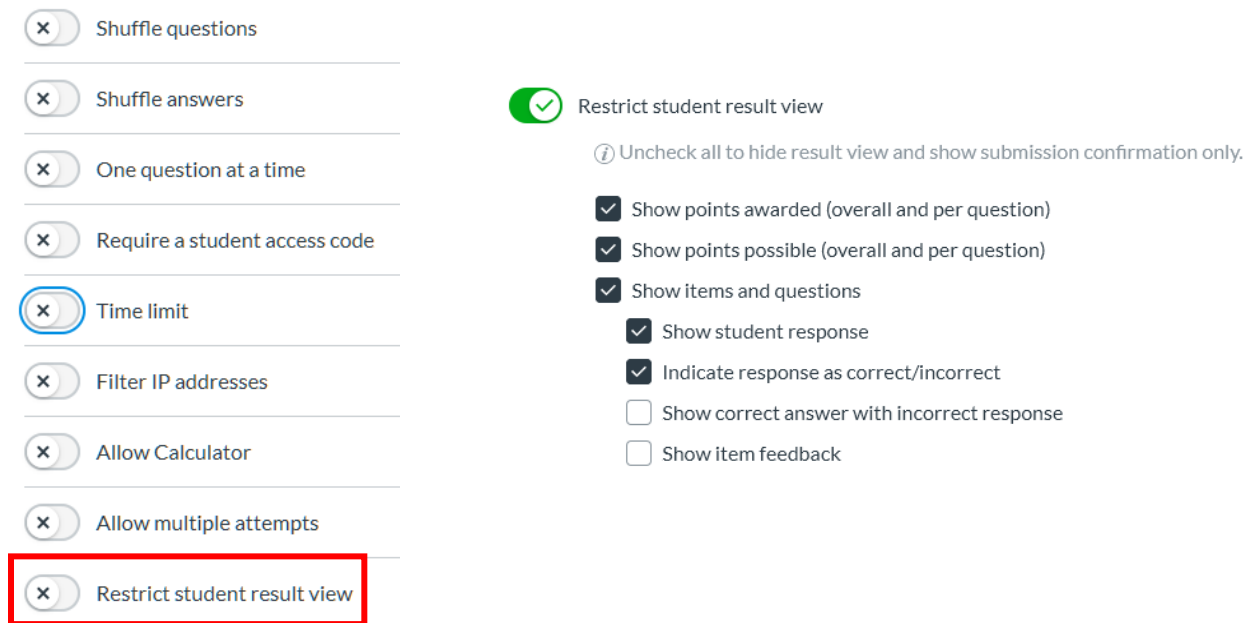 Shuffle questions
Shuffle answers
One question at a time
Require a student access code
Time limit
Filter IP addresses
Allow Calculator
Allow multiple attempts
Restrict student result view
Restrict student result view
Uncheck all to hide result view and show submission confirmation only.
Show points awarded (overall and per question)
Show points possible (overall and per question)
Show items and questions
Show student response
Indicate response as correct/incorrect
Show correct answer with incorrect response
Show item feedback